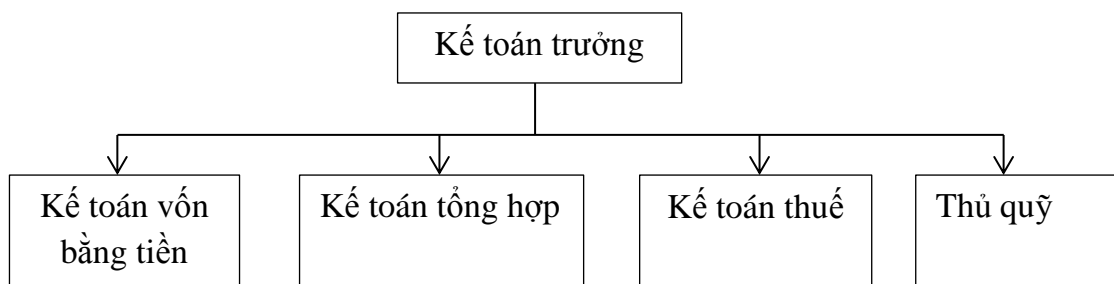 Kế toán trưởng
Kế toán vốn
bằng tiền
Kế toán tổng hợp
Kế toán thuế
Thủ quỹ